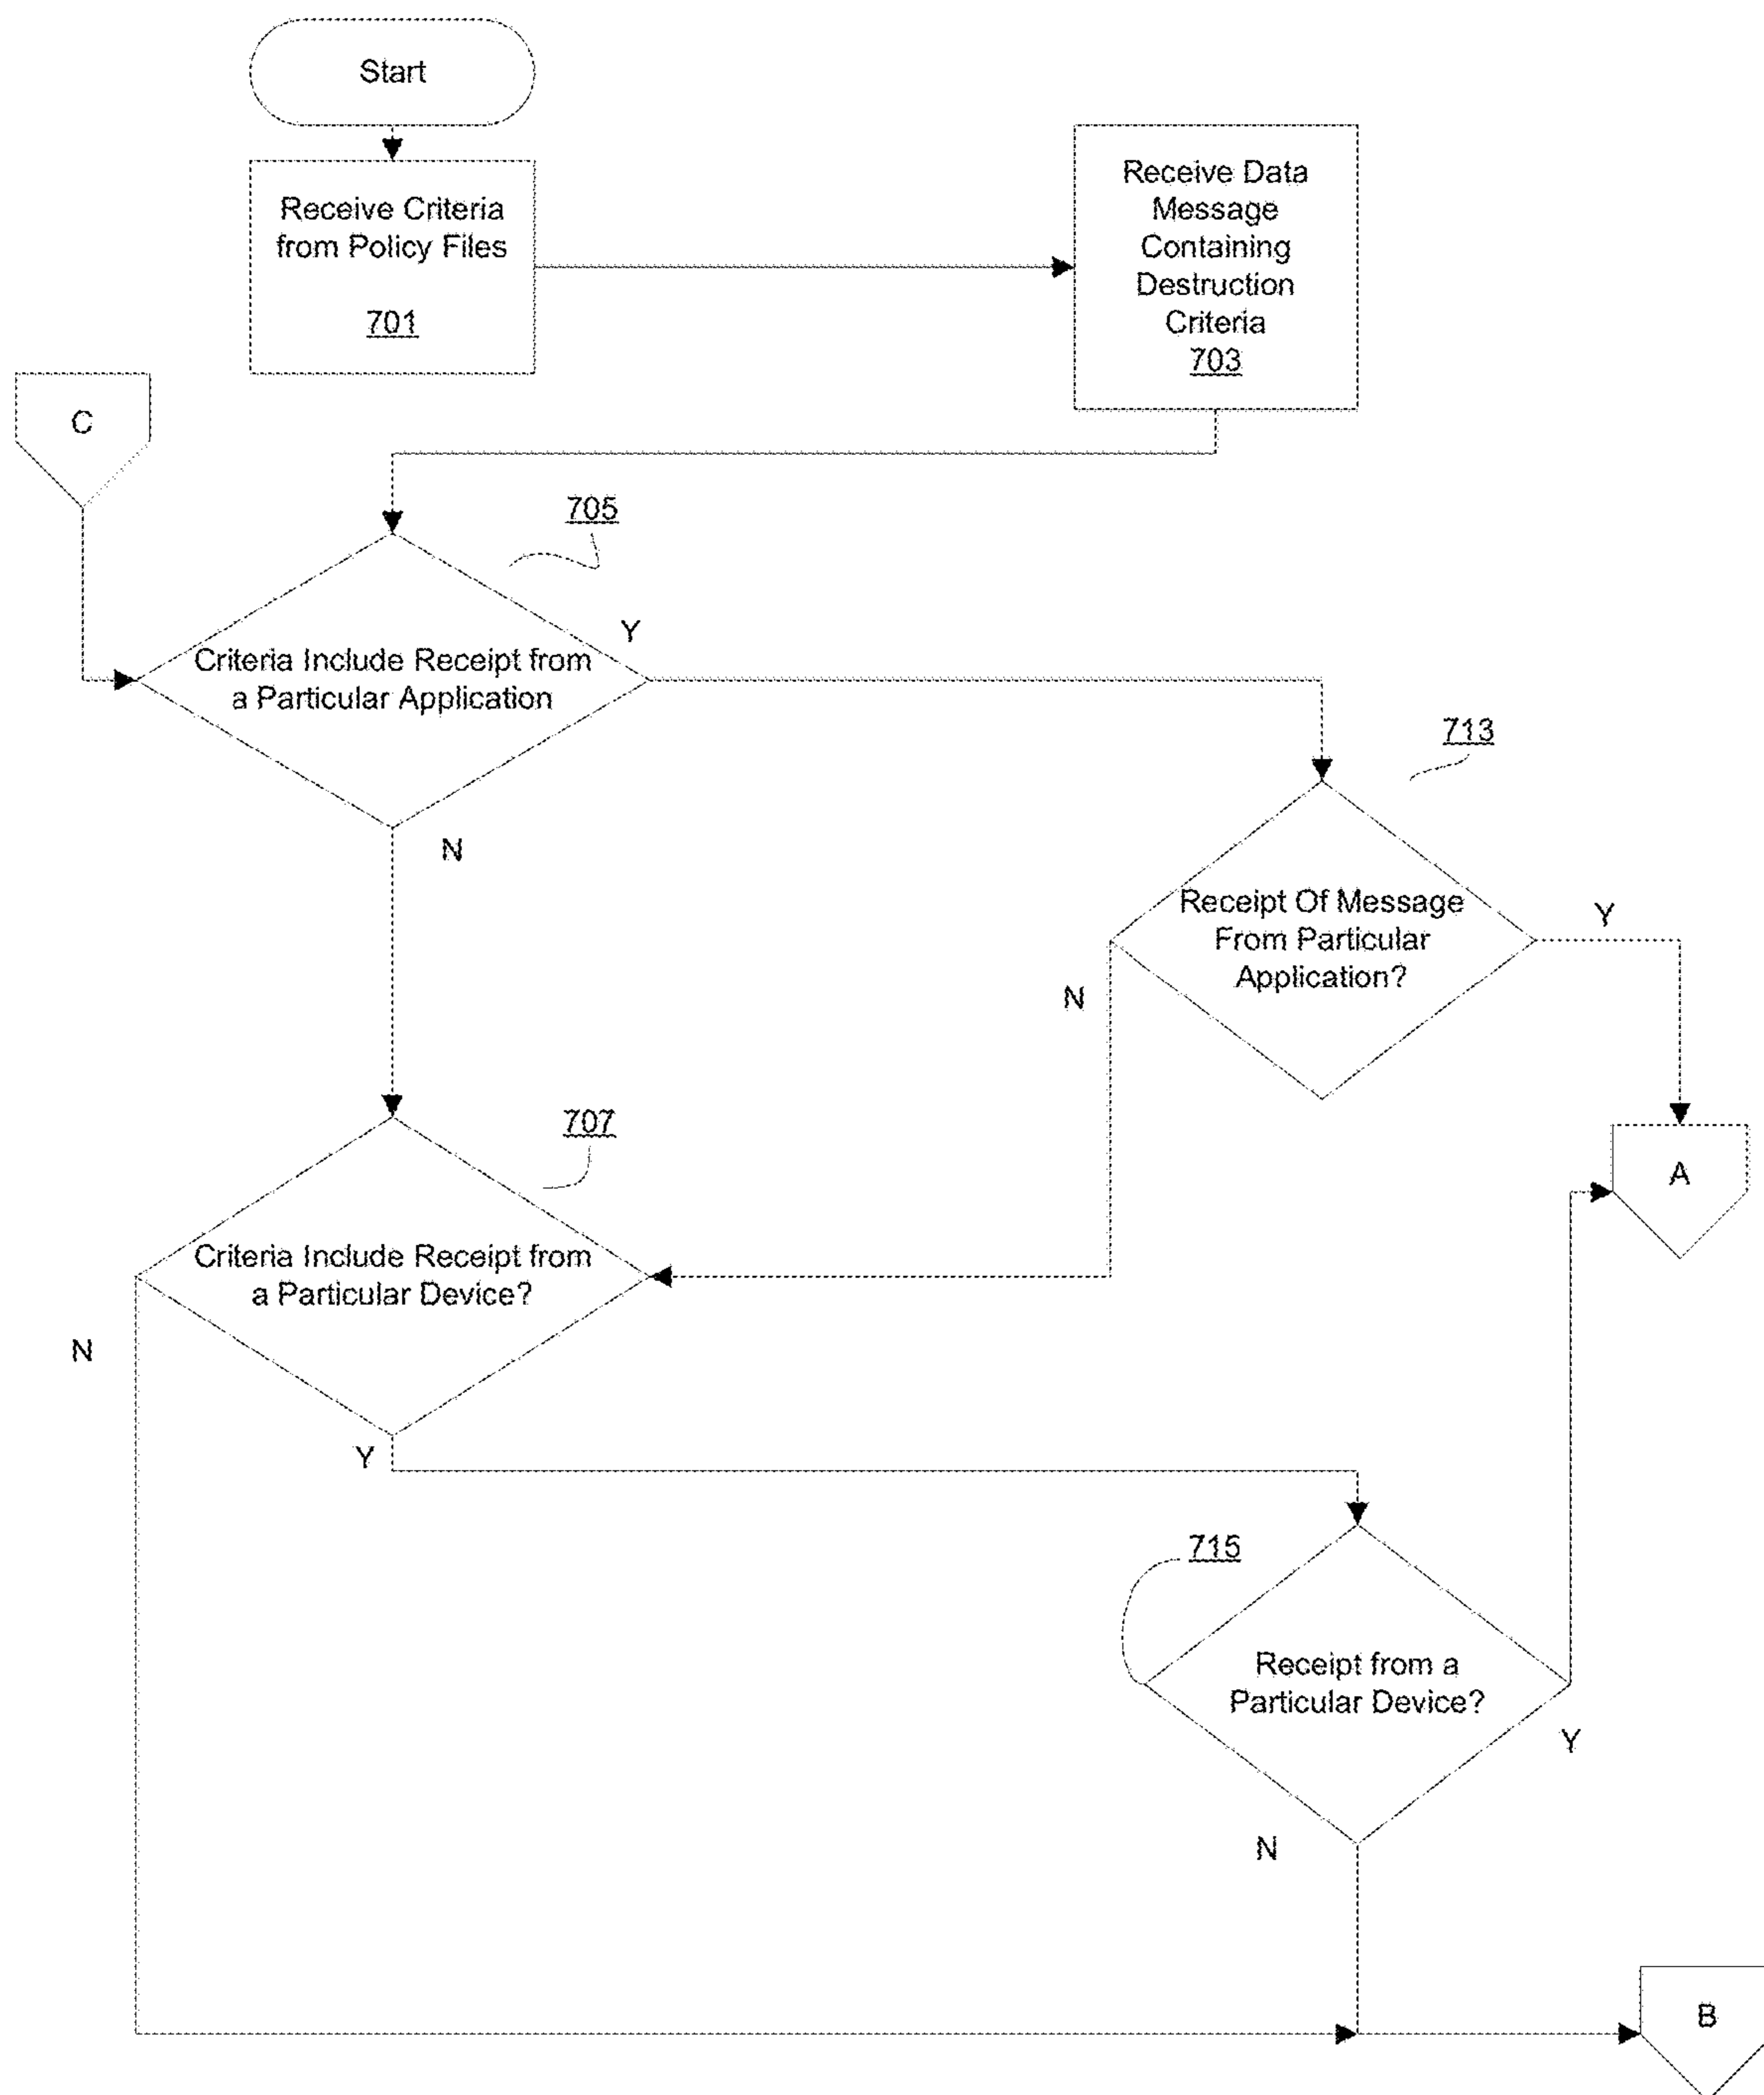 Start
Receive Criteria
from Policy Files
701
Receive Data
Message
Containing
Destruction
Criteria
703
C
705
Criteria Include Receipt from
a Particular Application
Y
N
713
Receipt Of Message
From Particular
Application?
Y
N
A
707
Criteria Include Receipt from
a Particular Device?
N
Y
715
Receipt from a
Particular Device?
Y
N
B